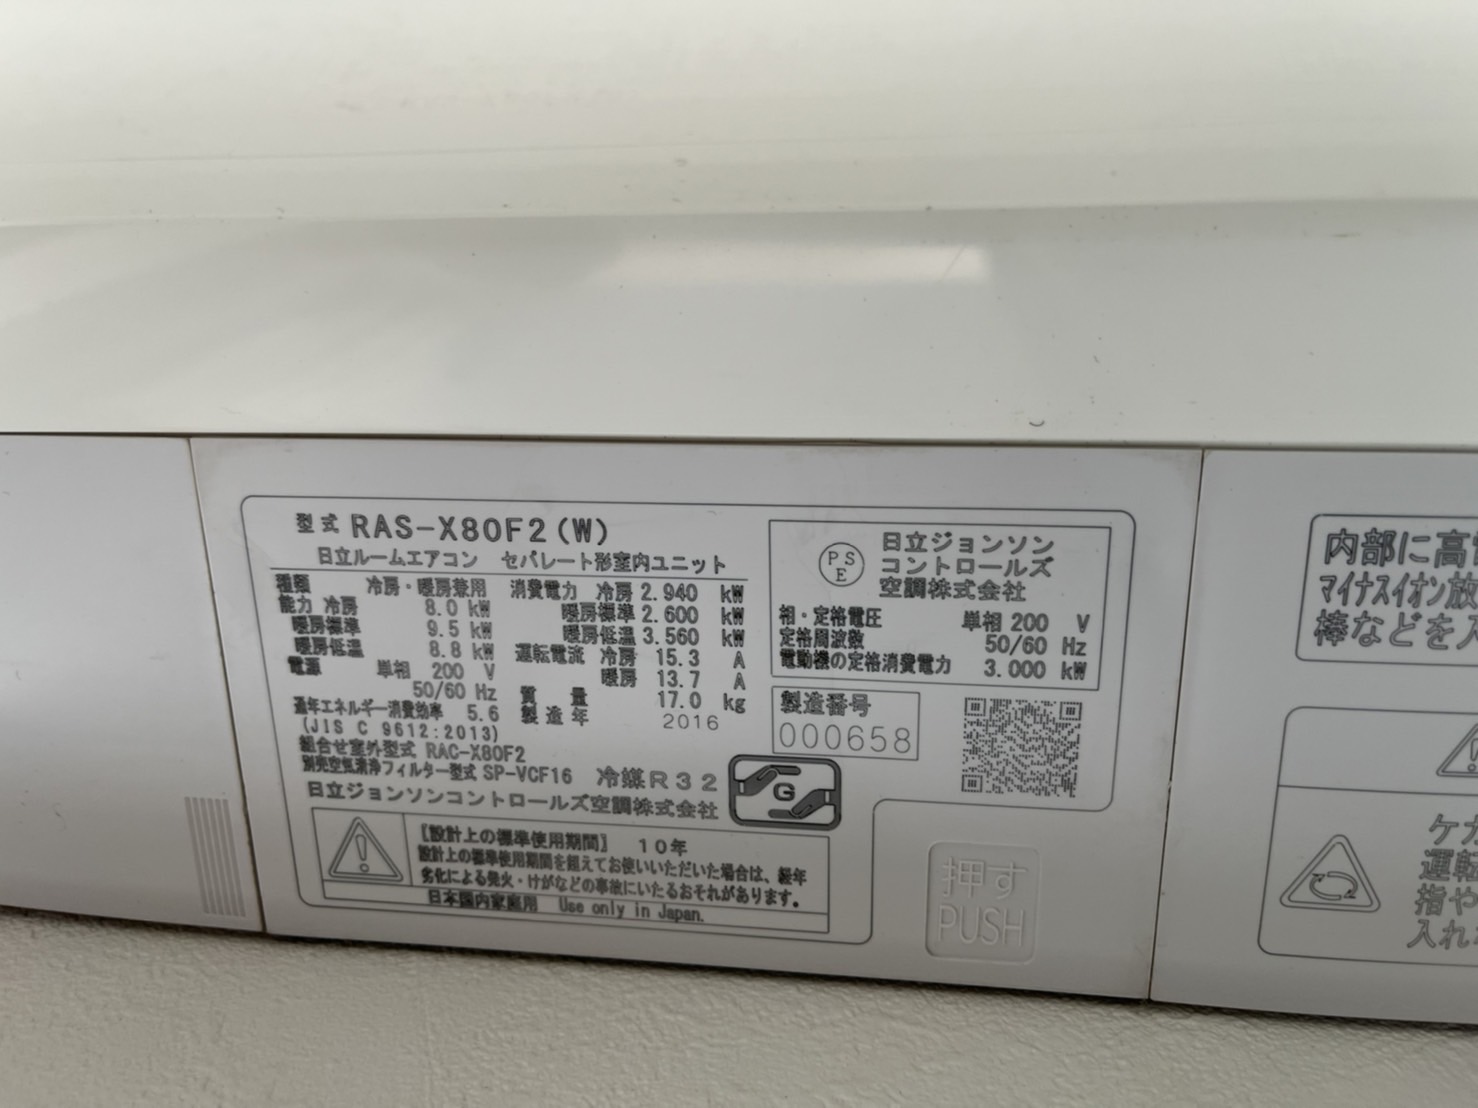 型式 RAS-X80F2(W)
日立ルームエアコン セパレート形室内ユニット
種類 冷房・暖房兼用
能力 冷房 8.0 kW
暖房標準 9.5 kW
暖房低温 8.8 kW
電源 単相 200 V
50/60 Hz
通年エネルギー消費効率 5.6
(JIS C 9612:2013)
組合せ室外型式 RAC-X80F2
別売空気清浄フィルター型式 SP-VCF16
消費電力 冷房 2.940 kW
暖房標準 2.600 kW
暖房低温 3.560 kW
運転電流 冷房 15.3 A
暖房 13.7 A
質量 17.0 kg
製造年 2016
冷媒R32
日立ジョンソンコントロールズ空調株式会社
G
PS
E
日立ジョンソン
コントロールズ
空調株式会社
相・定格電圧 単相 200 V
定格周波数 50/60 Hz
電動機の定格消費電力 3.000 kW
製造番号
000658
【設計上の標準使用期間】 10年
設計上の標準使用期間を超えてお使いいただいた場合は、経年
劣化による発火・けがなどの事故にいたるおそれがあります。
日本国内家庭用 Use only in Japan.
押す
PUSH
内部に高電
マイナスイオン放
棒などを入
ケガ
運転
指や
入れ